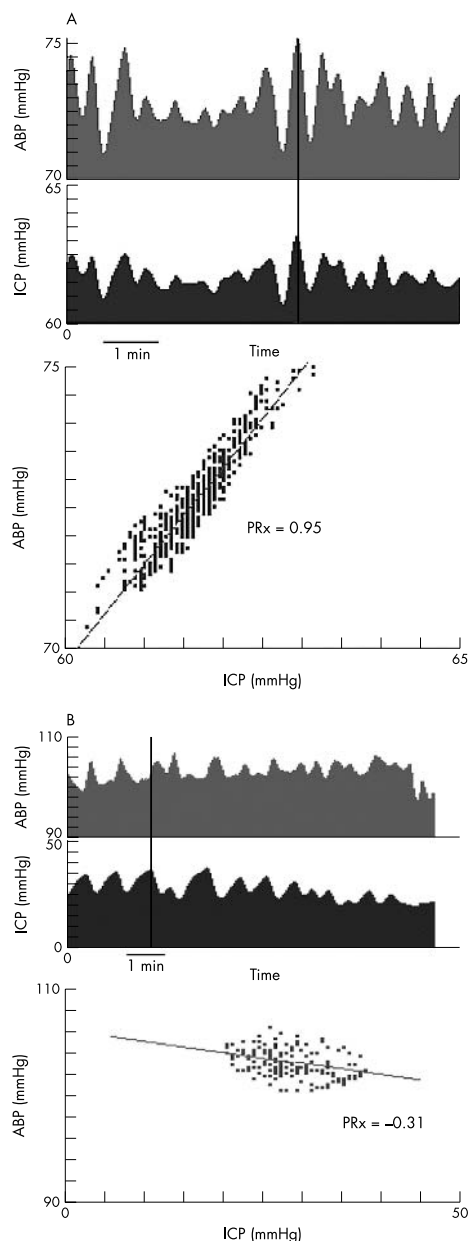 A
75
ABP (mmHg)
70
65
ICP (mmHg)
60
0
1 min
Time
75
ABP (mmHg)
PRx = 0.95
70
60
65
ICP (mmHg)
B
110
ABP (mmHg)
90
50
ICP (mmHg)
0
0
1 min
Time
110
ABP (mmHg)
PRx = –0.31
90
0
50
ICP (mmHg)